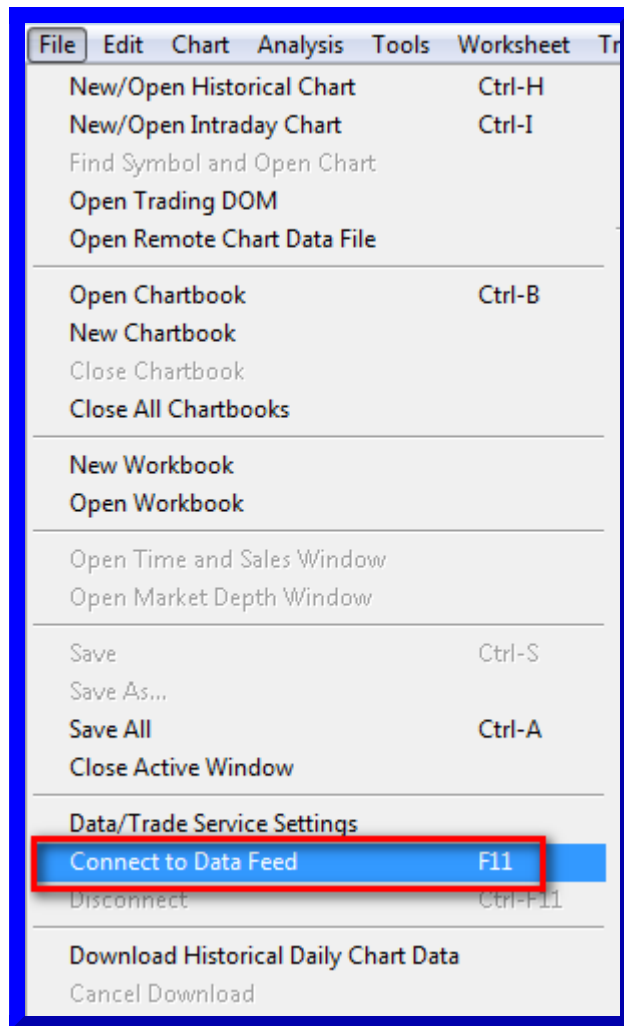 File Edit Chart Analysis Tools Worksheet Tr
New/Open Historical Chart Ctrl-H
New/Open Intraday Chart Ctrl-I
Find Symbol and Open Chart
Open Trading DOM
Open Remote Chart Data File
Open Chartbook Ctrl-B
New Chartbook
Close Chartbook
Close All Chartbooks
New Workbook
Open Workbook
Open Time and Sales Window
Open Market Depth Window
Save Ctrl-S
Save As...
Save All Ctrl-A
Close Active Window
Data/Trade Service Settings
Connect to Data Feed F11
Disconnect Ctrl-F11
Download Historical Daily Chart Data
Cancel Download